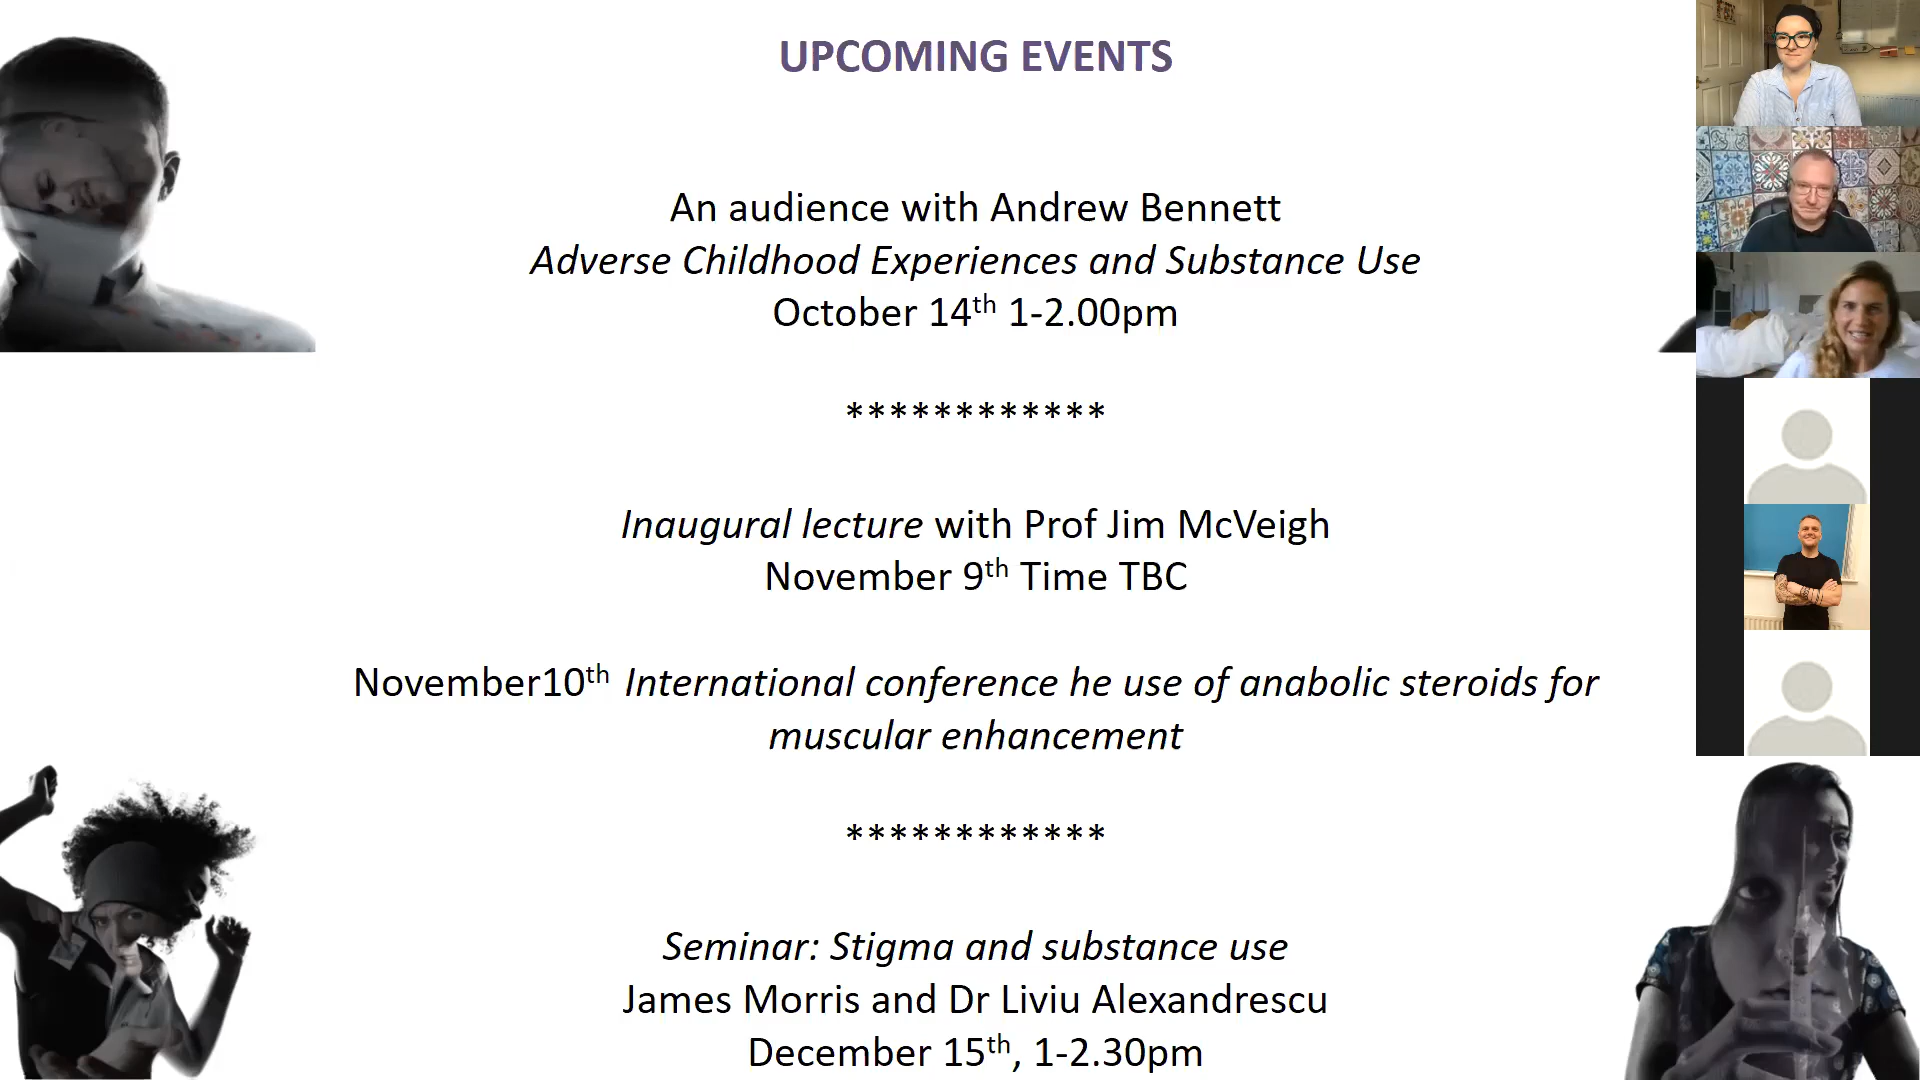 UPCOMING EVENTS
An audience with Andrew Bennett
Adverse Childhood Experiences and Substance Use
October 14th 1-2.00pm
************
Inaugural lecture with Prof Jim McVeigh
November 9th Time TBC
November10th International conference he use of anabolic steroids for
muscular enhancement
************
Seminar: Stigma and substance use
James Morris and Dr Liviu Alexandrescu
December 15th, 1-2.30pm